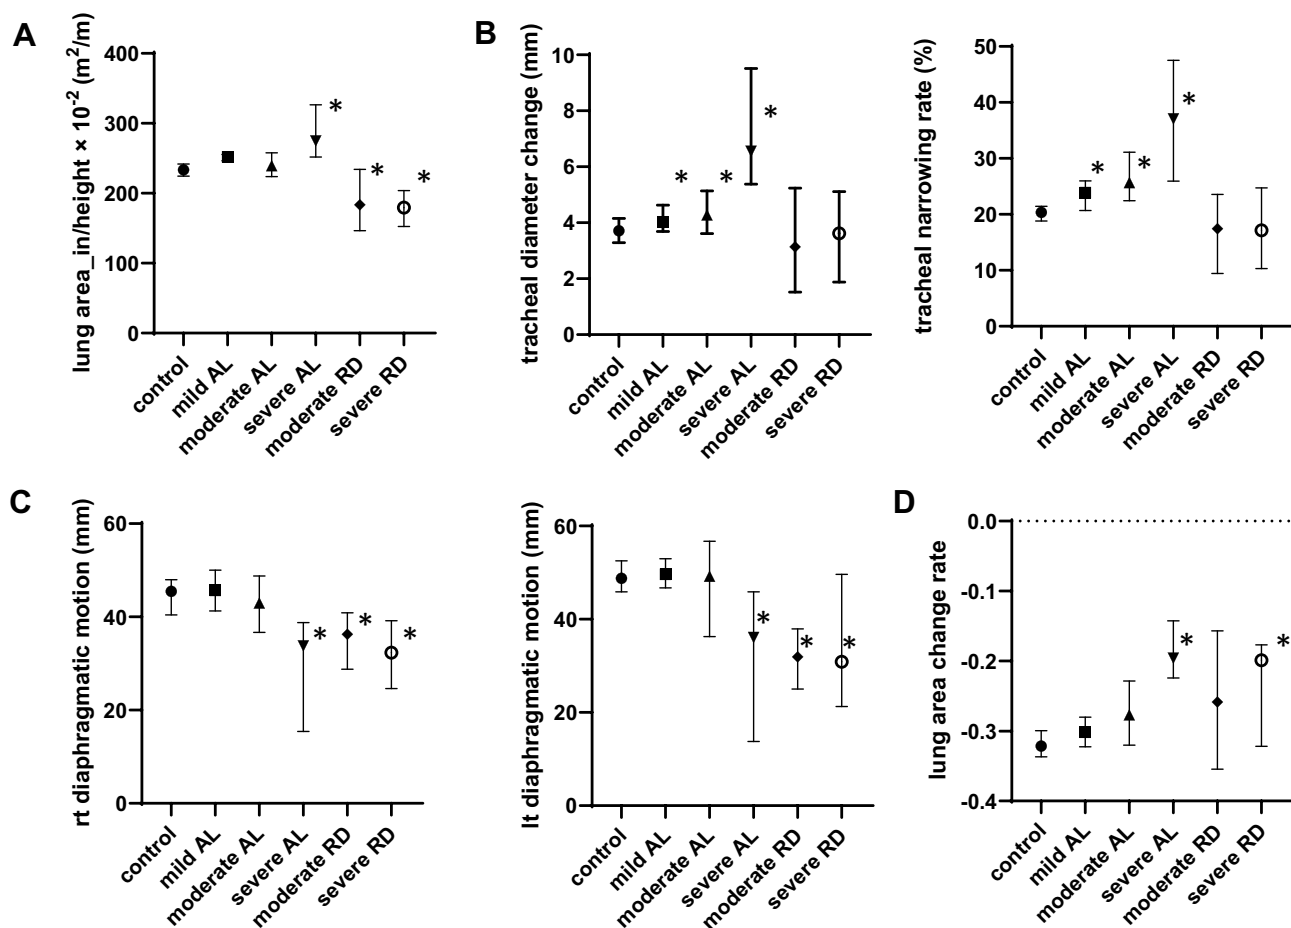 A
lung area_in/height × 10⁻² (m²/m)
400
300
200
100
0
*
*
*
control
mild AL
moderate AL
severe AL
moderate RD
severe RD
B
tracheal diameter change (mm)
10
8
6
4
2
0
*
*
*
control
mild AL
moderate AL
severe AL
moderate RD
severe RD
tracheal narrowing rate (%)
50
40
30
20
10
0
*
*
*
control
mild AL
moderate AL
severe AL
moderate RD
severe RD
C
rt diaphragmatic motion (mm)
60
40
20
0
*
*
*
control
mild AL
moderate AL
severe AL
moderate RD
severe RD
lt diaphragmatic motion (mm)
60
40
20
0
*
*
*
control
mild AL
moderate AL
severe AL
moderate RD
severe RD
D
lung area change rate
0.0
-0.1
-0.2
-0.3
-0.4
*
*
control
mild AL
moderate AL
severe AL
moderate RD
severe RD